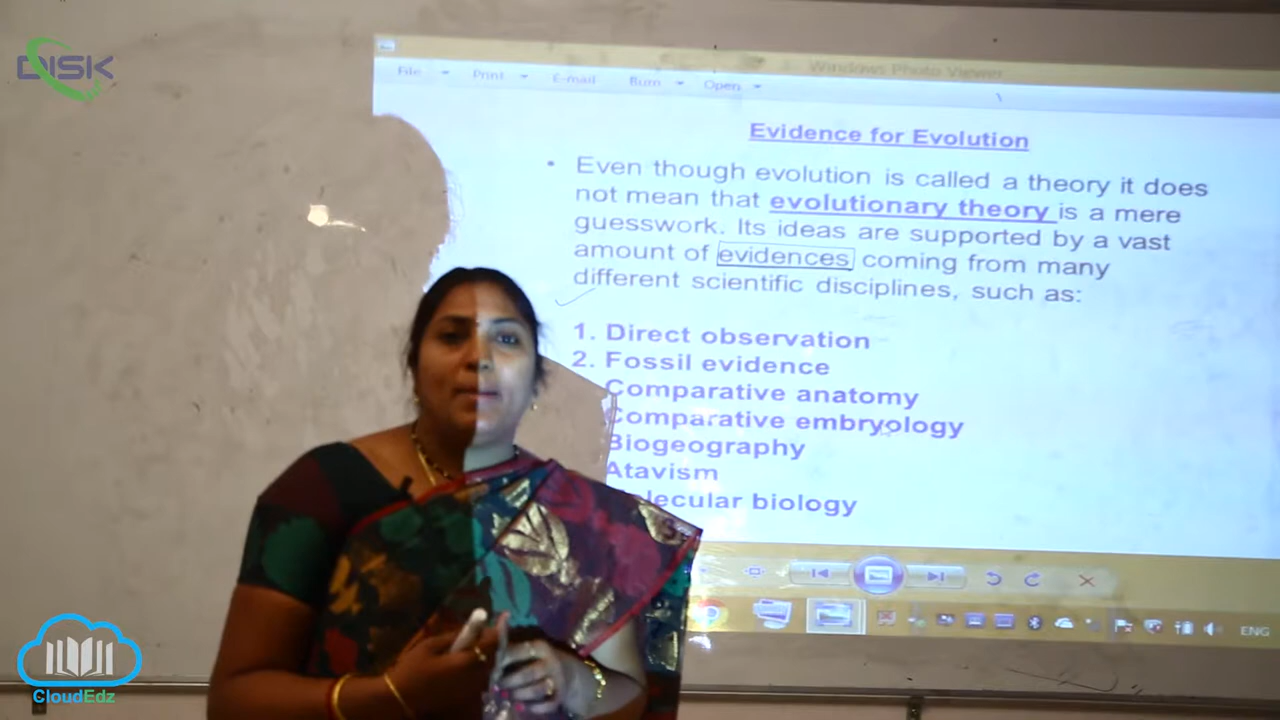 DISK
Windows Photo Viewer
File Print E-mail Burn Open
Evidence for Evolution
• Even though evolution is called a theory it does
not mean that evolutionary theory is a mere
guesswork. Its ideas are supported by a vast
amount of evidences coming from many
different scientific disciplines, such as:
1. Direct observation
2. Fossil evidence
Comparative anatomy
Comparative embryology
Biogeography
Atavism
lecular biology
ENG
CloudEdz